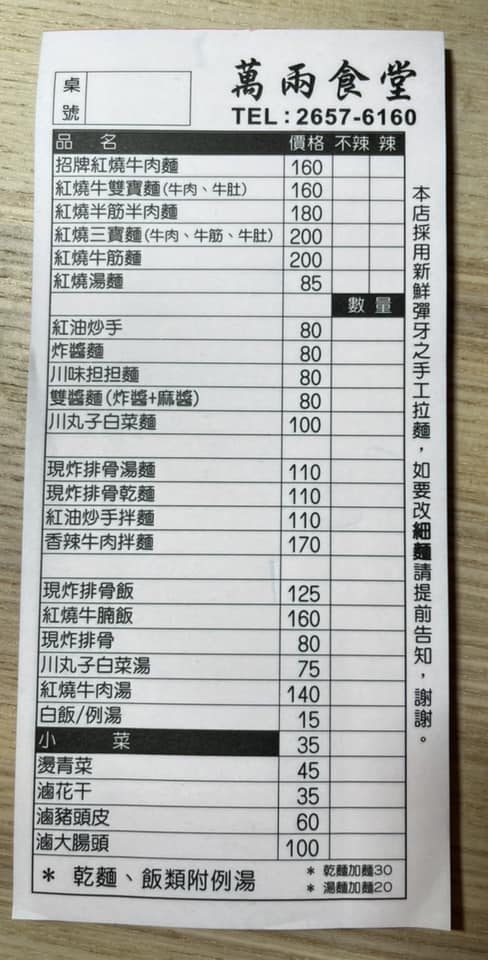 桌號
萬兩食堂
TEL：2657-6160
品名 價格 不辣 辣
招牌紅燒牛肉麵 160
紅燒牛雙寶麵(牛肉、牛肚) 160
紅燒半筋半肉麵 180
紅燒三寶麵(牛肉、牛筋、牛肚) 200
紅燒牛筋麵 200
紅燒湯麵 85
數量
紅油炒手 80
炸醬麵 80
川味担担麵 80
雙醬麵(炸醬+麻醬) 80
川丸子白菜麵 100
現炸排骨湯麵 110
現炸排骨乾麵 110
紅油炒手拌麵 110
香辣牛肉拌麵 170
現炸排骨飯 125
紅燒牛腩飯 160
現炸排骨 80
川丸子白菜湯 75
紅燒牛肉湯 140
白飯/例湯 15
小菜 35
燙青菜 45
滷花干 35
滷豬頭皮 60
滷大腸頭 100
* 乾麵、飯類附例湯
* 乾麵加麵30
* 湯麵加麵20
本店採用新鮮彈牙之手工拉麵，如要改細麵請提前告知，謝謝。